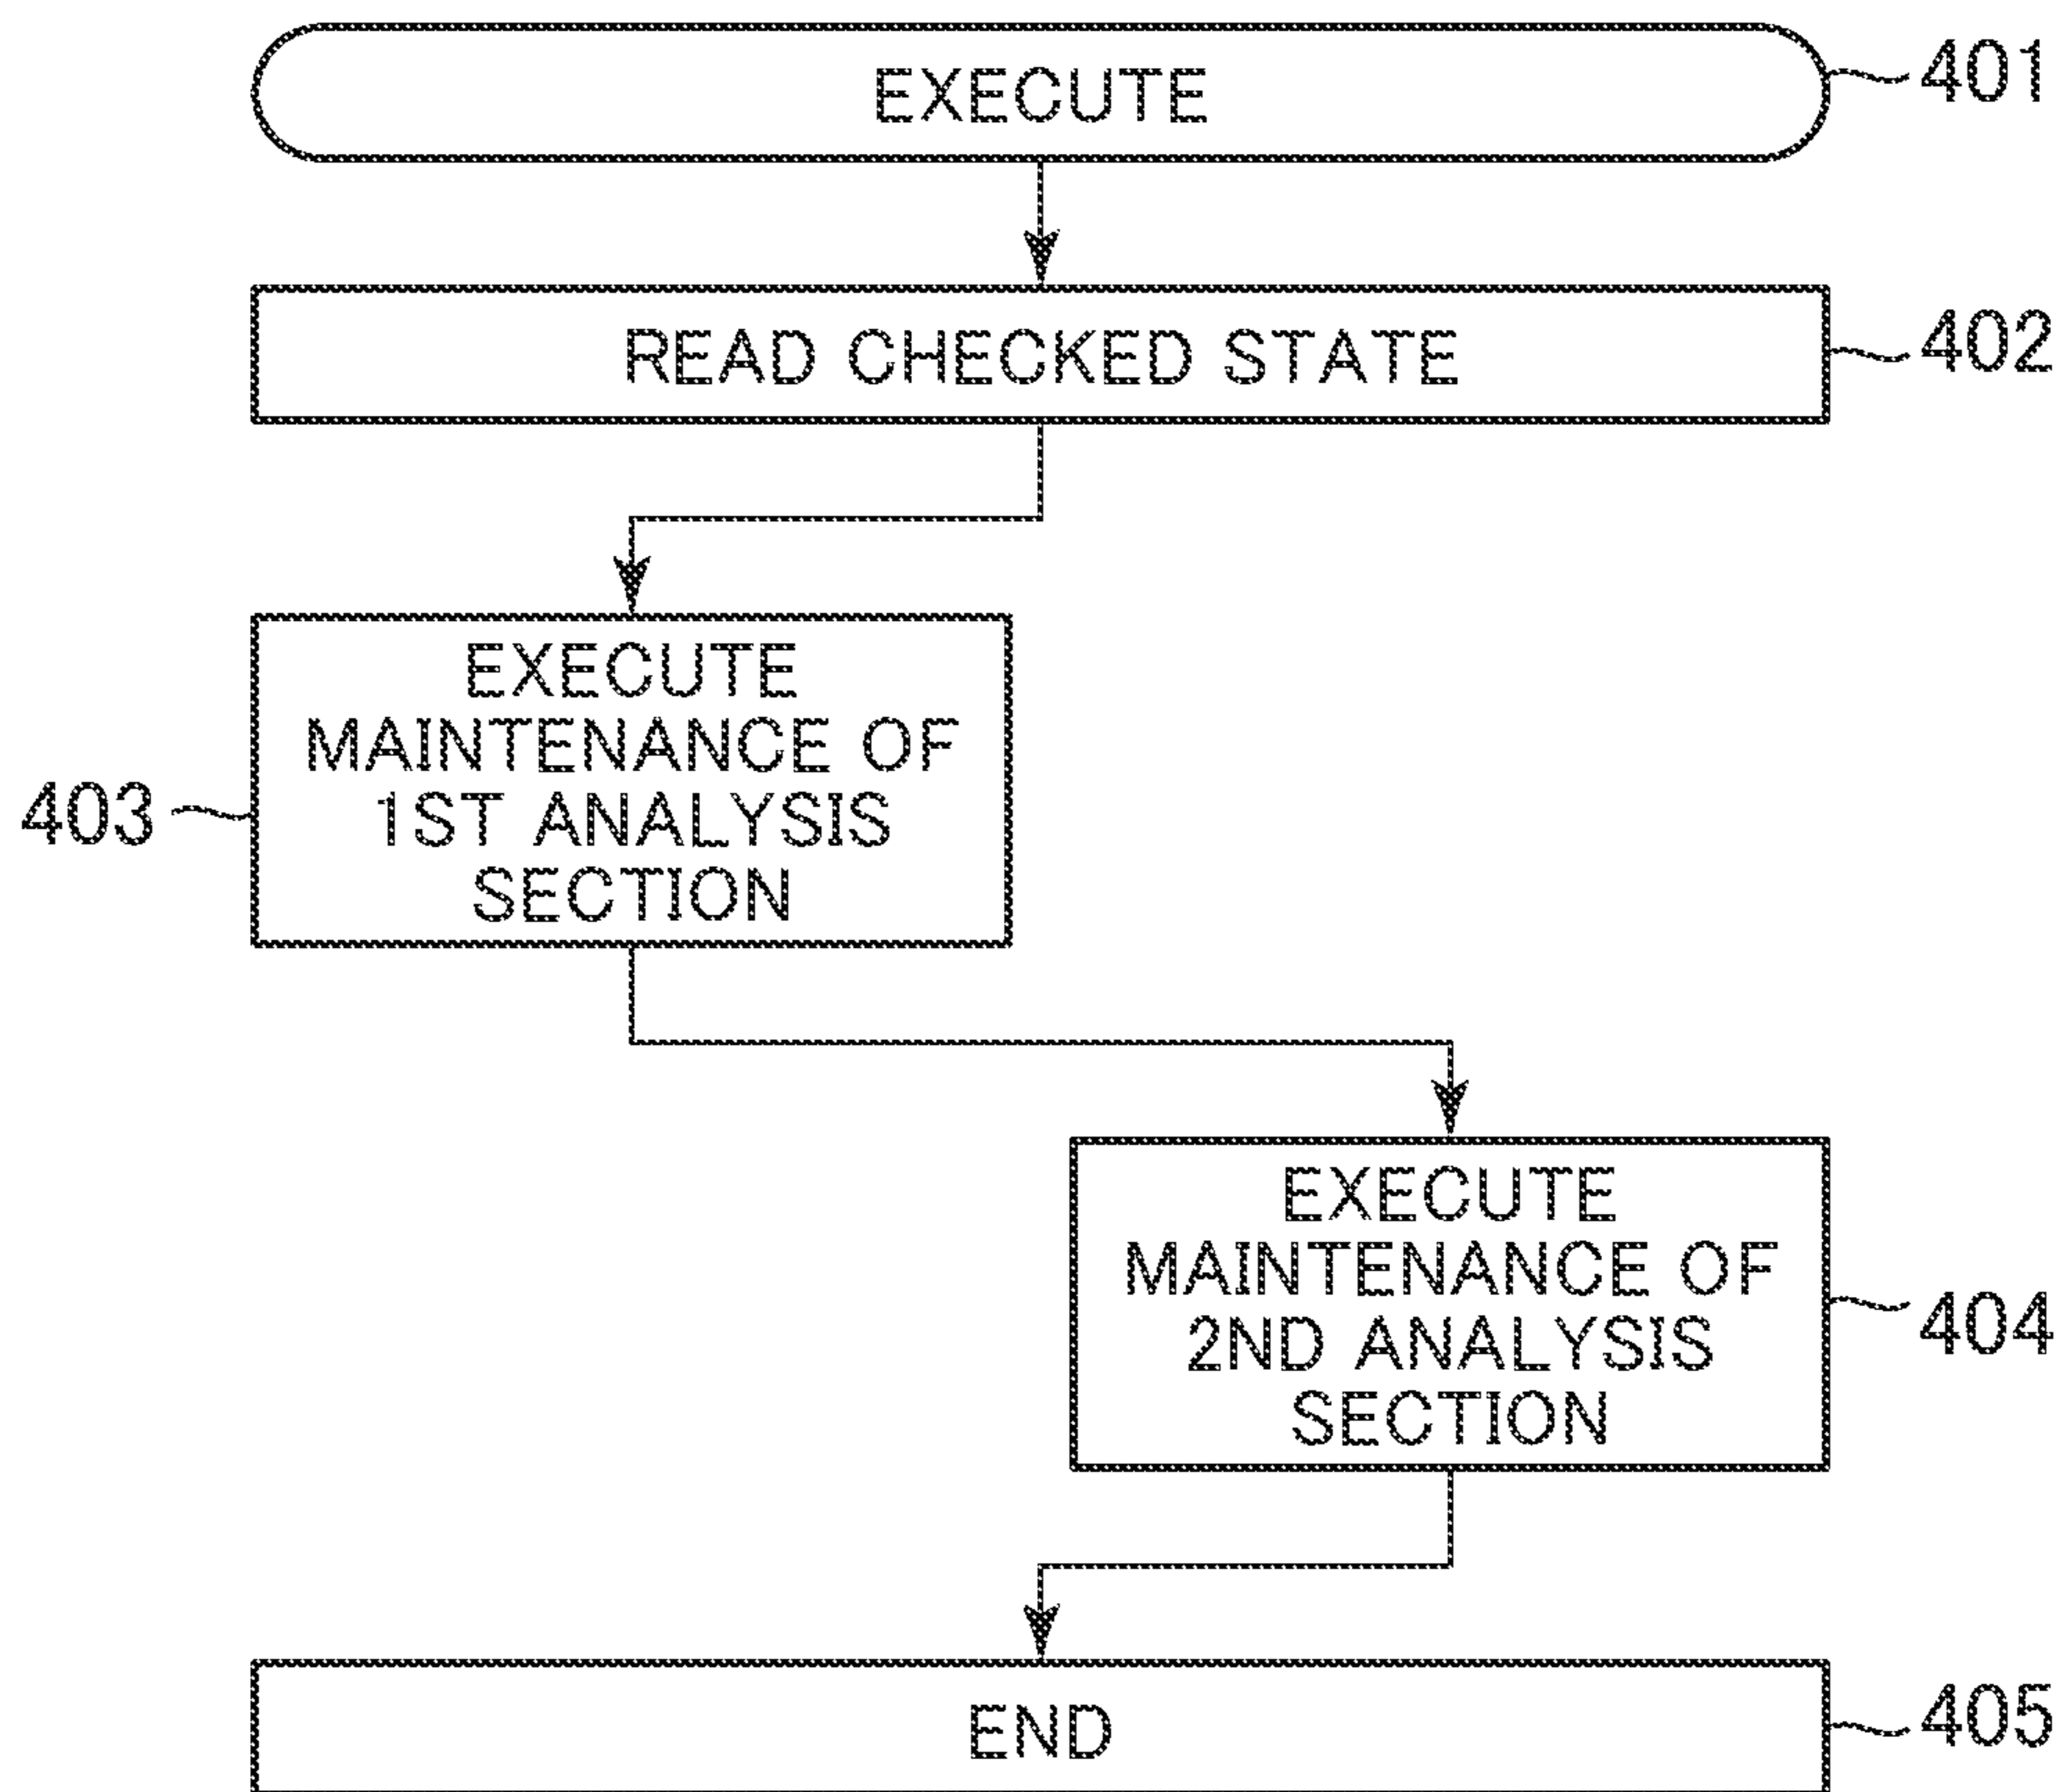 EXECUTE
401
READ CHECKED STATE
402
EXECUTE
MAINTENANCE OF
1ST ANALYSIS
SECTION
403
EXECUTE
MAINTENANCE OF
2ND ANALYSIS
SECTION
404
END
405